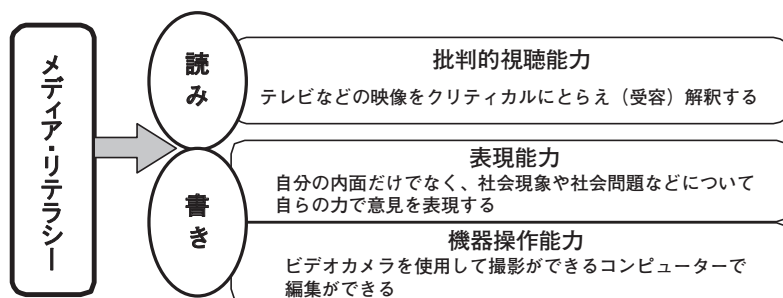 メディア・リテラシー
読み
批判的視聴能力
テレビなどの映像をクリティカルにとらえ（受容）解釈する
書き
表現能力
自分の内面だけでなく、社会現象や社会問題などについて
自らの力で意見を表現する
機器操作能力
ビデオカメラを使用して撮影ができるコンピューターで
編集ができる